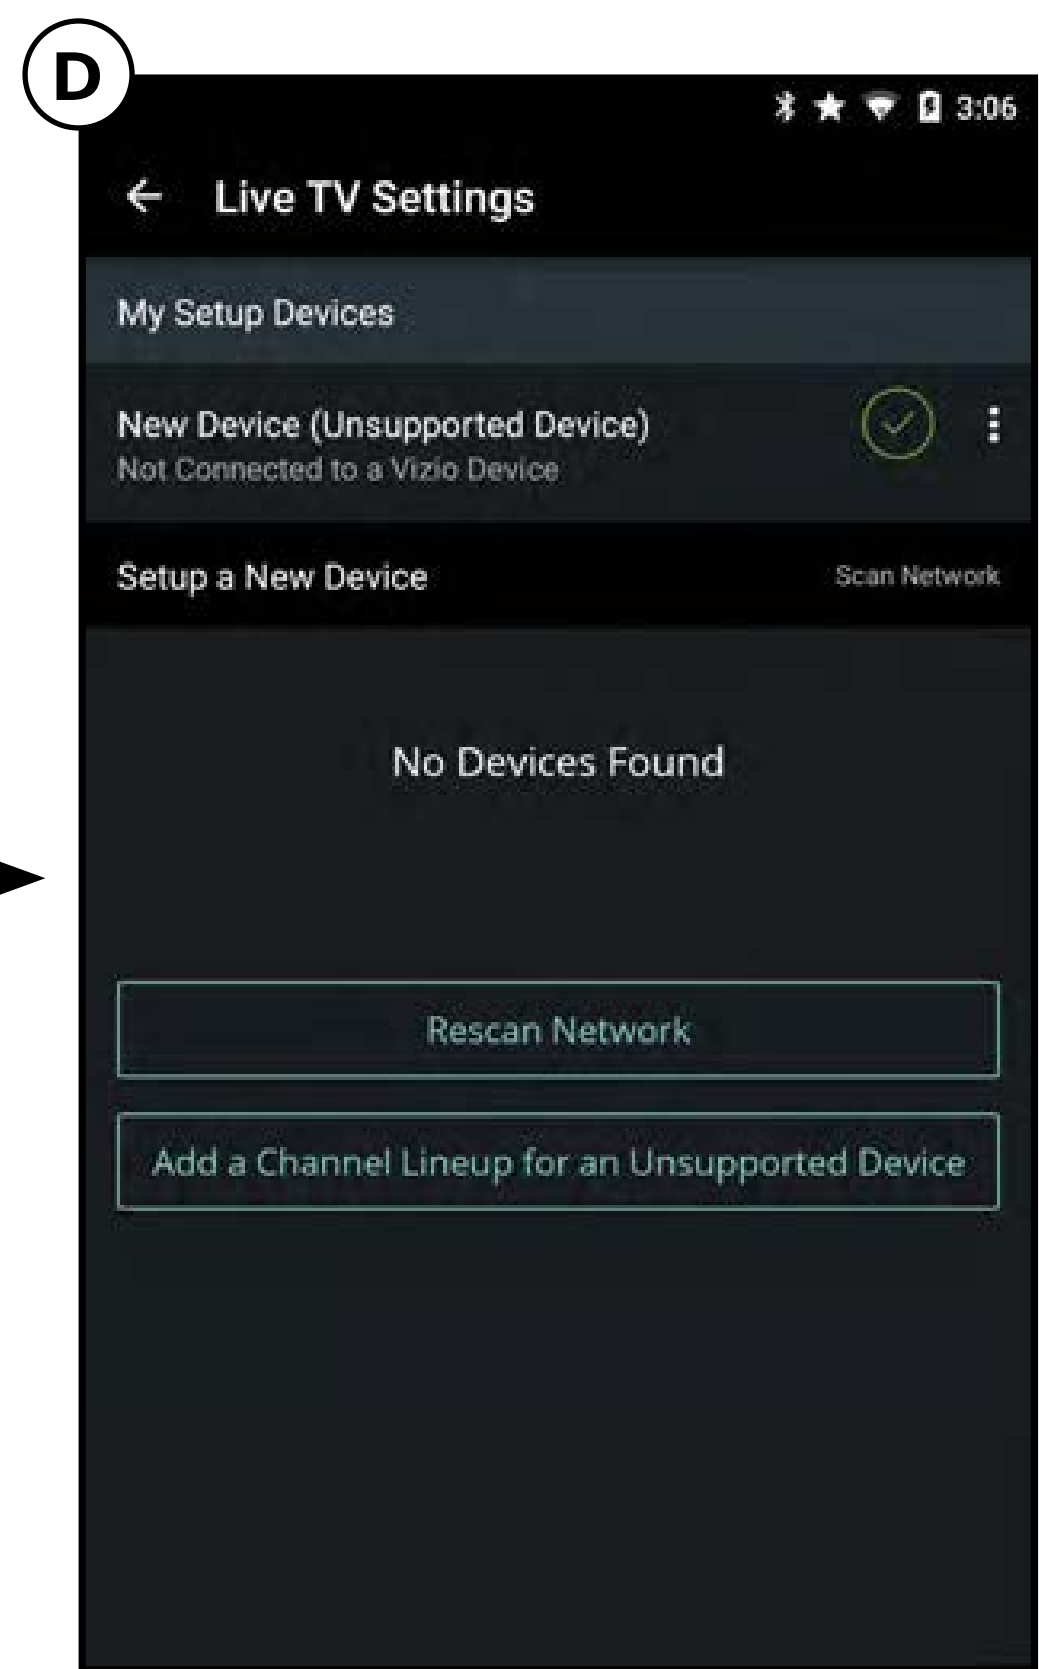 D
3:06
Live TV Settings
My Setup Devices
New Device (Unsupported Device)
Not Connected to a Vizio Device
Setup a New Device
Scan Network
No Devices Found
Rescan Network
Add a Channel Lineup for an Unsupported Device